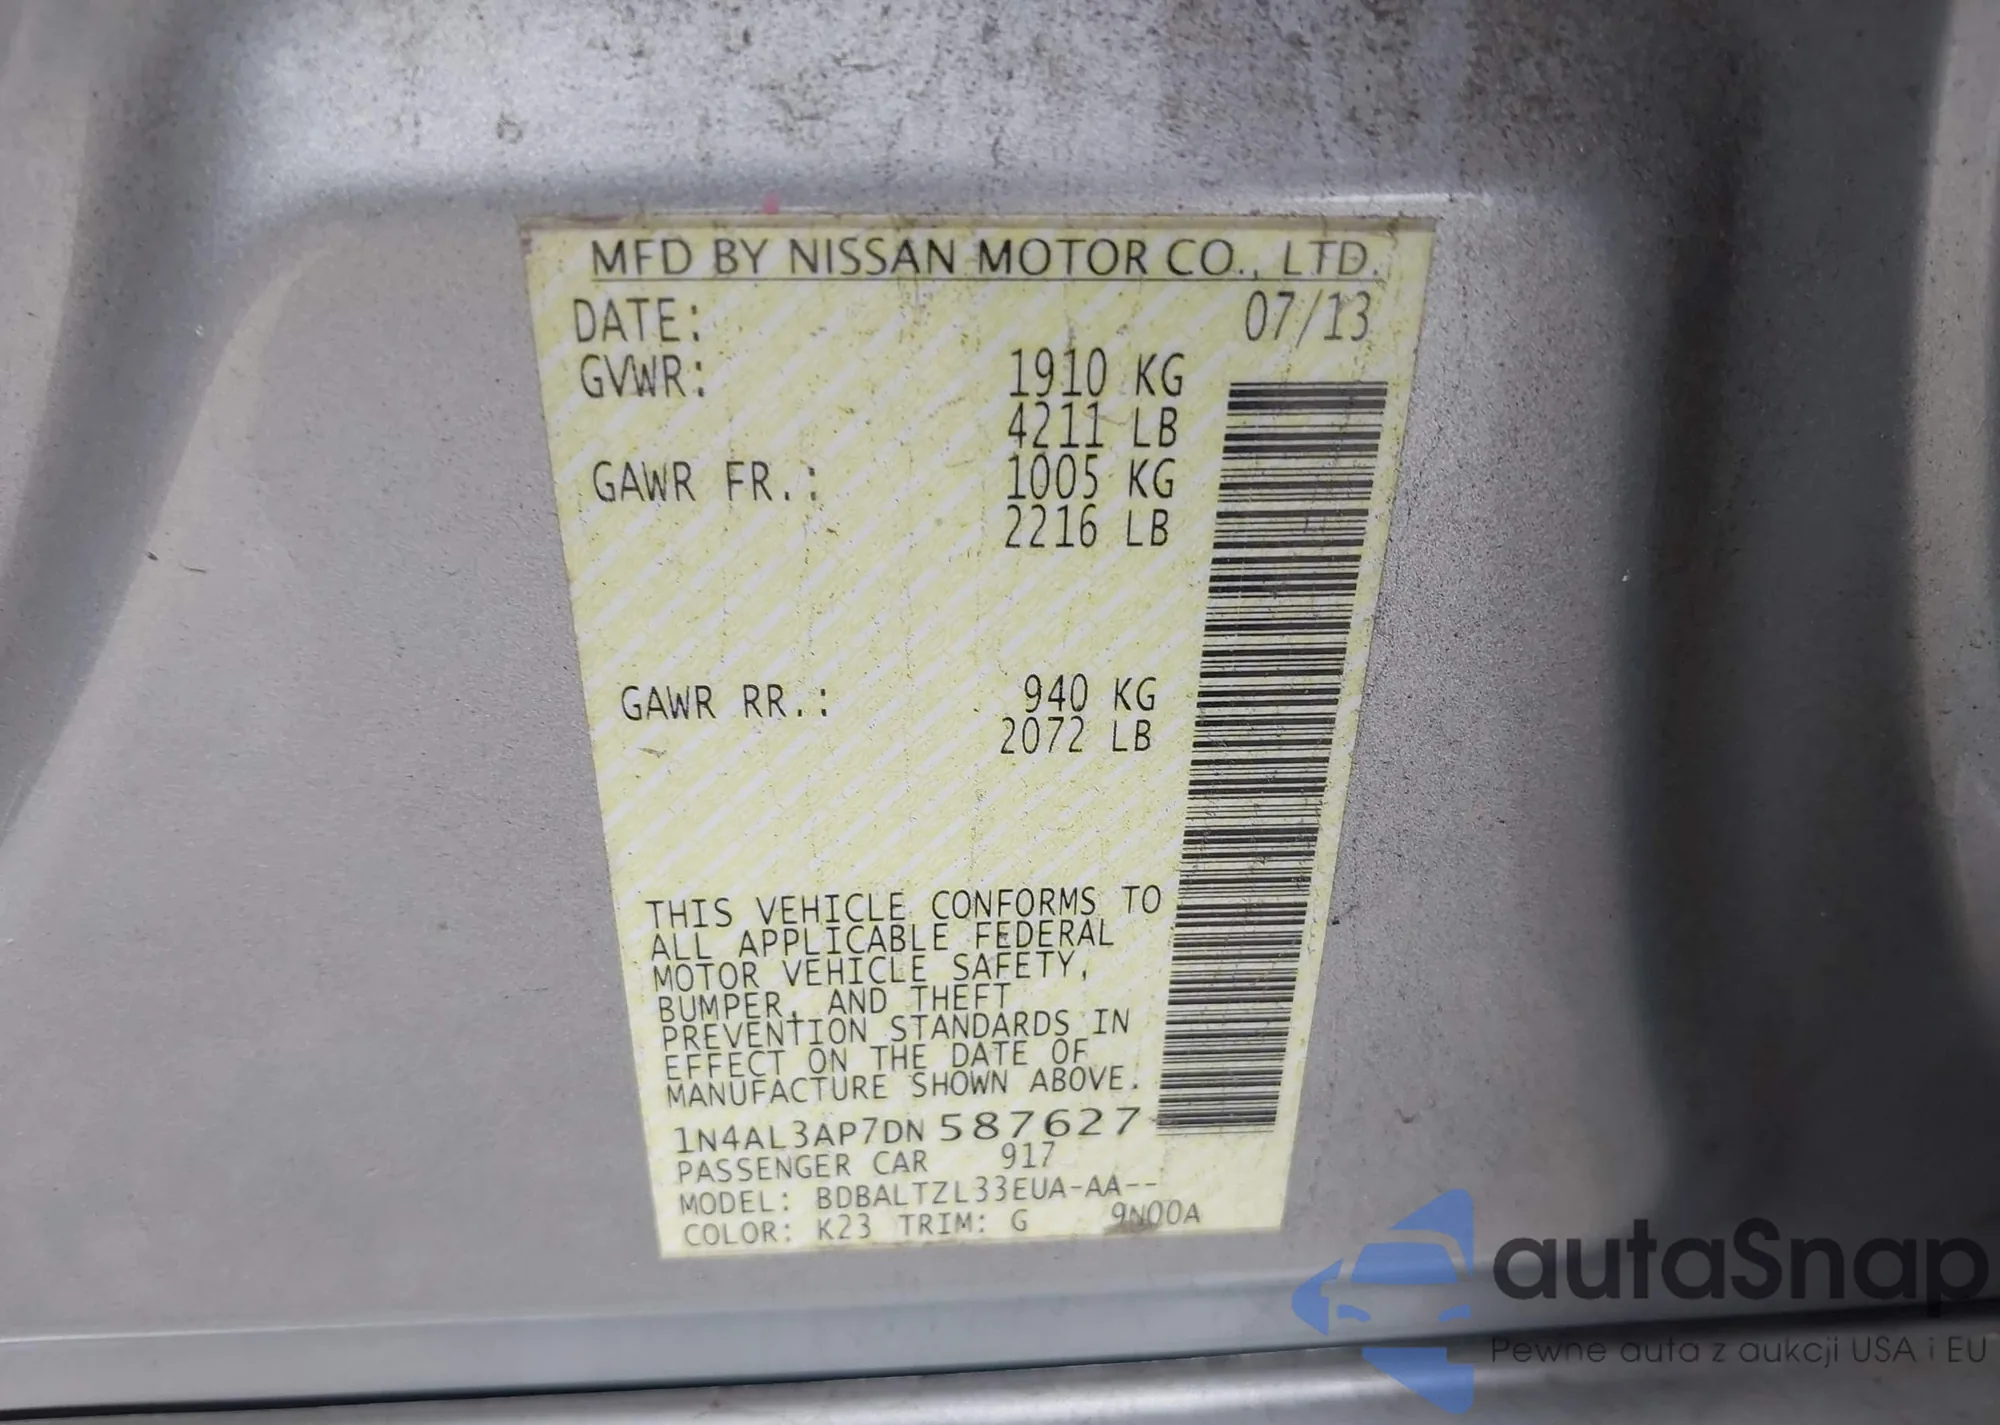 MFD BY NISSAN MOTOR CO., LTD.
DATE: 07/13
GVWR: 1910 KG
4211 LB
GAWR FR.: 1005 KG
2216 LB
GAWR RR.: 940 KG
2072 LB
THIS VEHICLE CONFORMS TO
ALL APPLICABLE FEDERAL
MOTOR VEHICLE SAFETY,
BUMPER, AND THEFT
PREVENTION STANDARDS IN
EFFECT ON THE DATE OF
MANUFACTURE SHOWN ABOVE.
1N4AL3AP7DN587627
PASSENGER CAR 917
MODEL: BDBALTZL33EUA-AA--
COLOR: K23 TRIM: G 9N00A
autaSnap
Pewne auta z aukcji USA i EU